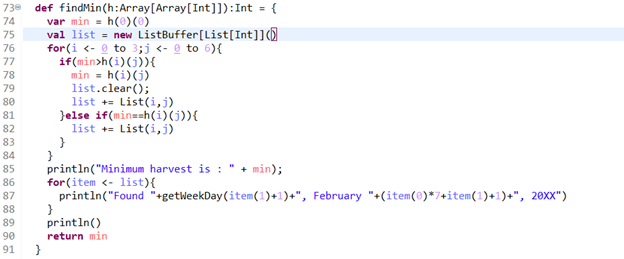 73 def findMin(h:Array[Array[Int]]):Int = {
74 var min = h(0)(0)
75 val list = new ListBuffer[List[Int]]()
76 for(i <- 0 to 3;j <- 0 to 6){
77 if(min>h(i)(j)){
78 min = h(i)(j)
79 list.clear();
80 list += List(i,j)
81 }else if(min==h(i)(j)){
82 list += List(i,j)
83 }
84 }
85 println("Minimum harvest is : " + min);
86 for(item <- list){
87 println("Found "+getWeekDay(item(1)+1)+", February "+(item(0)*7+item(1)+1)+", 20XX")
88 }
89 println()
90 return min
91 }